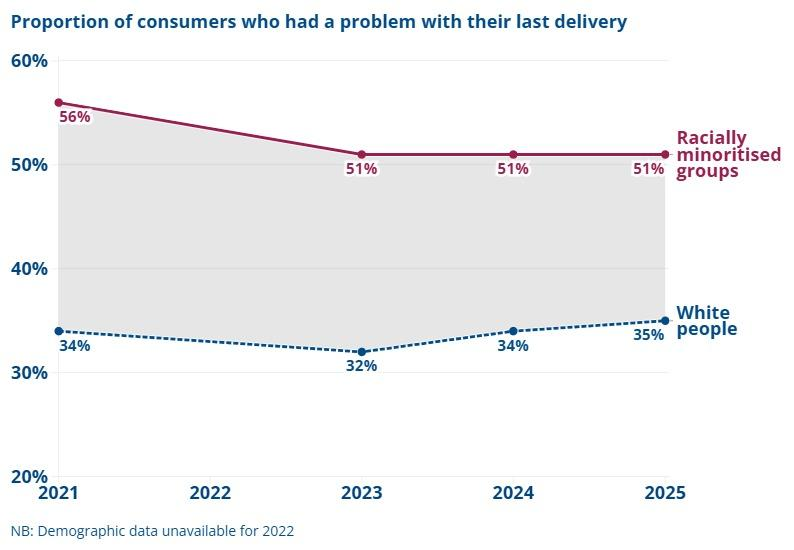 Proportion of consumers who had a problem with their last delivery
60%
50%
40%
30%
20%
56%
51%
51%
51%
Racially
minoritised
groups
34%
32%
34%
35%
White
people
2021
2022
2023
2024
2025
NB: Demographic data unavailable for 2022